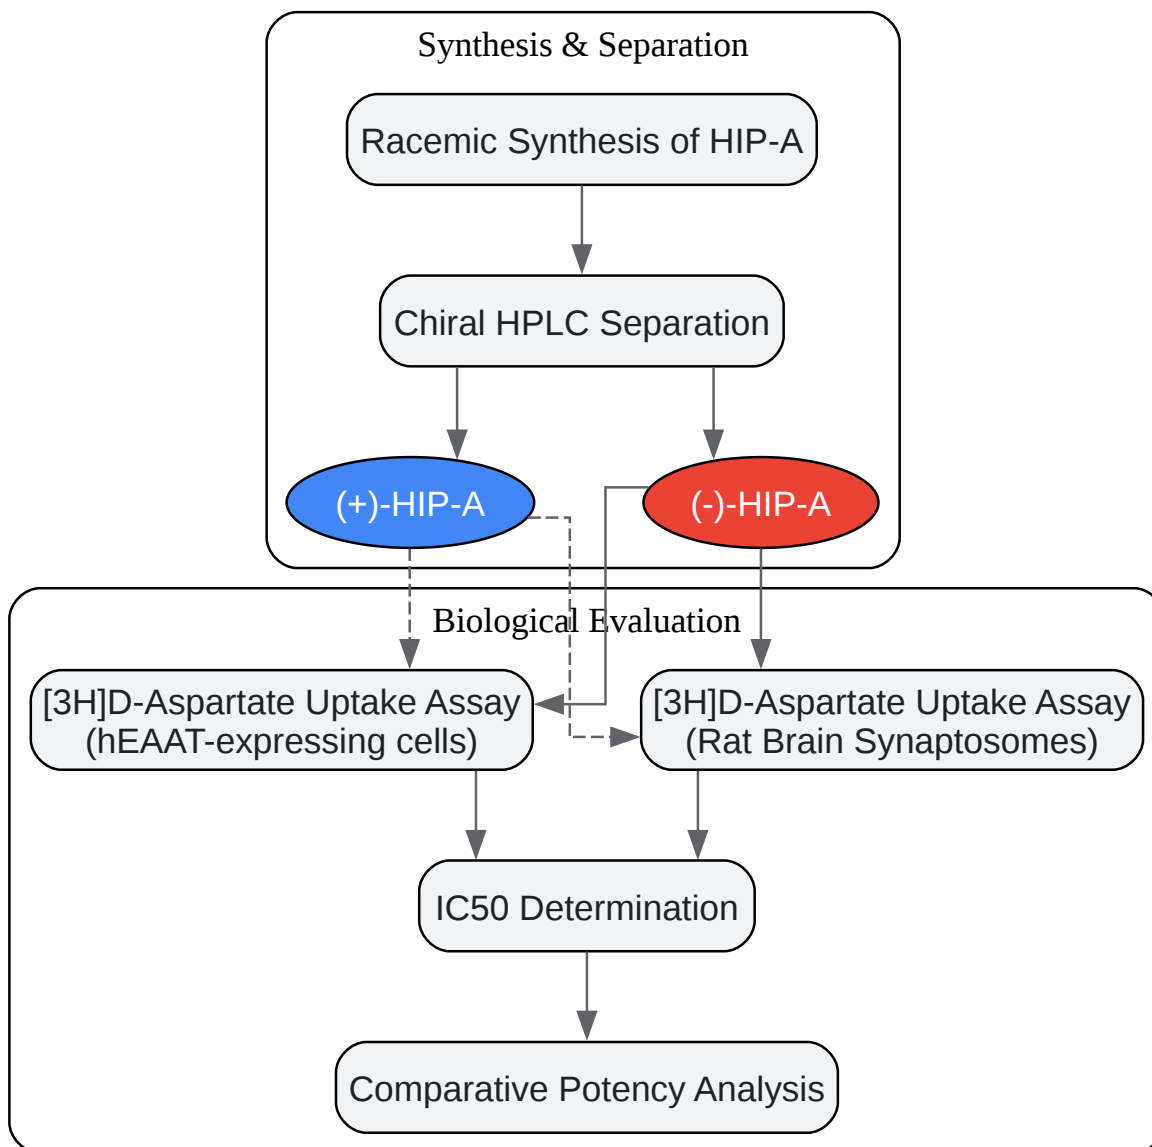 Synthesis & Separation
Racemic Synthesis of HIP-A
Chiral HPLC Separation
(+)-HIP-A
(-)-HIP-A
Biological Evaluation
[3H]D-Aspartate Uptake Assay
(hEAAT-expressing cells)
[3H]D-Aspartate Uptake Assay
(Rat Brain Synaptosomes)
IC50 Determination
Comparative Potency Analysis